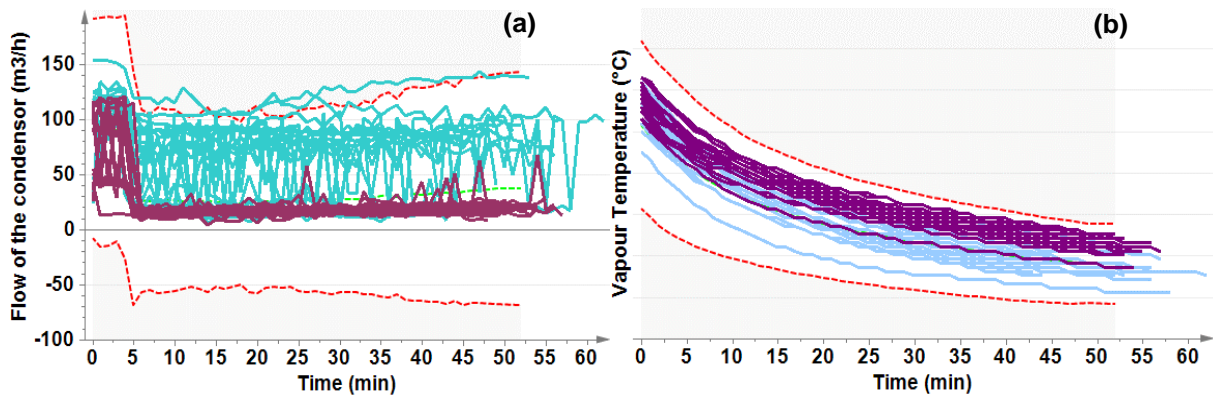 (a)
Flow of the condensor (m3/h)
150
100
50
0
-50
-100
0 5 10 15 20 25 30 35 40 45 50 55 60
Time (min)
(b)
Vapour Temperature (°C)
0 5 10 15 20 25 30 35 40 45 50 55 60
Time (min)